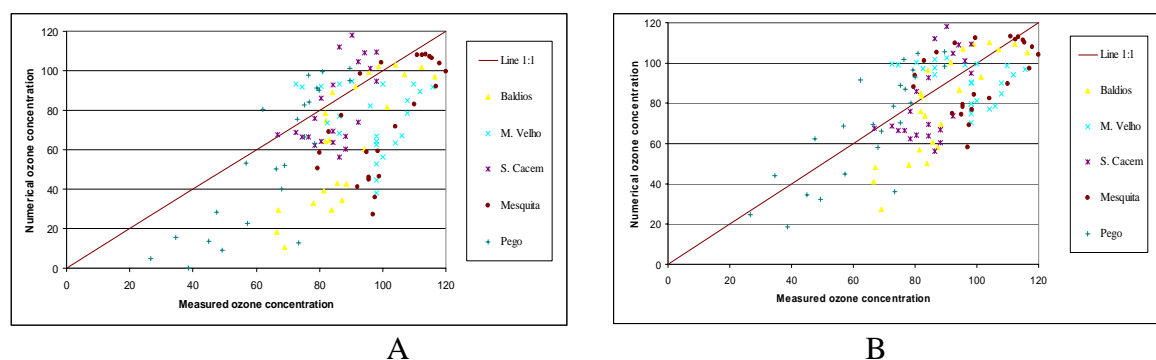 Numerical ozone concentration
120
100
80
60
40
20
0
0 20 40 60 80 100 120
Measured ozone concentration
Line 1:1
Baldios
M. Velho
S. Cacem
Mesquita
Pego
A
Numerical ozone concentration
120
100
80
60
40
20
0
0 20 40 60 80 100 120
Measured ozone concentration
Line 1:1
Baldios
M. Velho
S. Cacem
Mesquita
Pego
B